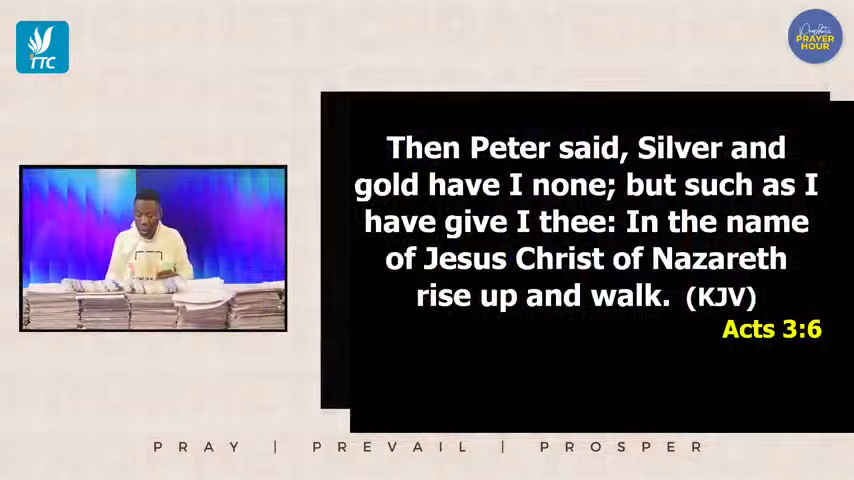 TTC
Prophetic
PRAYER
HOUR
Then Peter said, Silver and
gold have I none; but such as I
have give I thee: In the name
of Jesus Christ of Nazareth
rise up and walk. (KJV)
Acts 3:6
PRAY | PREVAIL | PROSPER